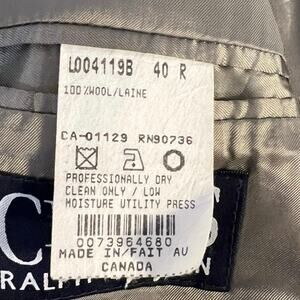 L004119B 40 R
100%WOOL/LAINE
CA-01129 RN90736
PROFESSIONALLY DRY
CLEAN ONLY / LOW
MOISTURE UTILITY PRESS
0073964680
MADE IN/FAIT AU
CANADA
RALPH